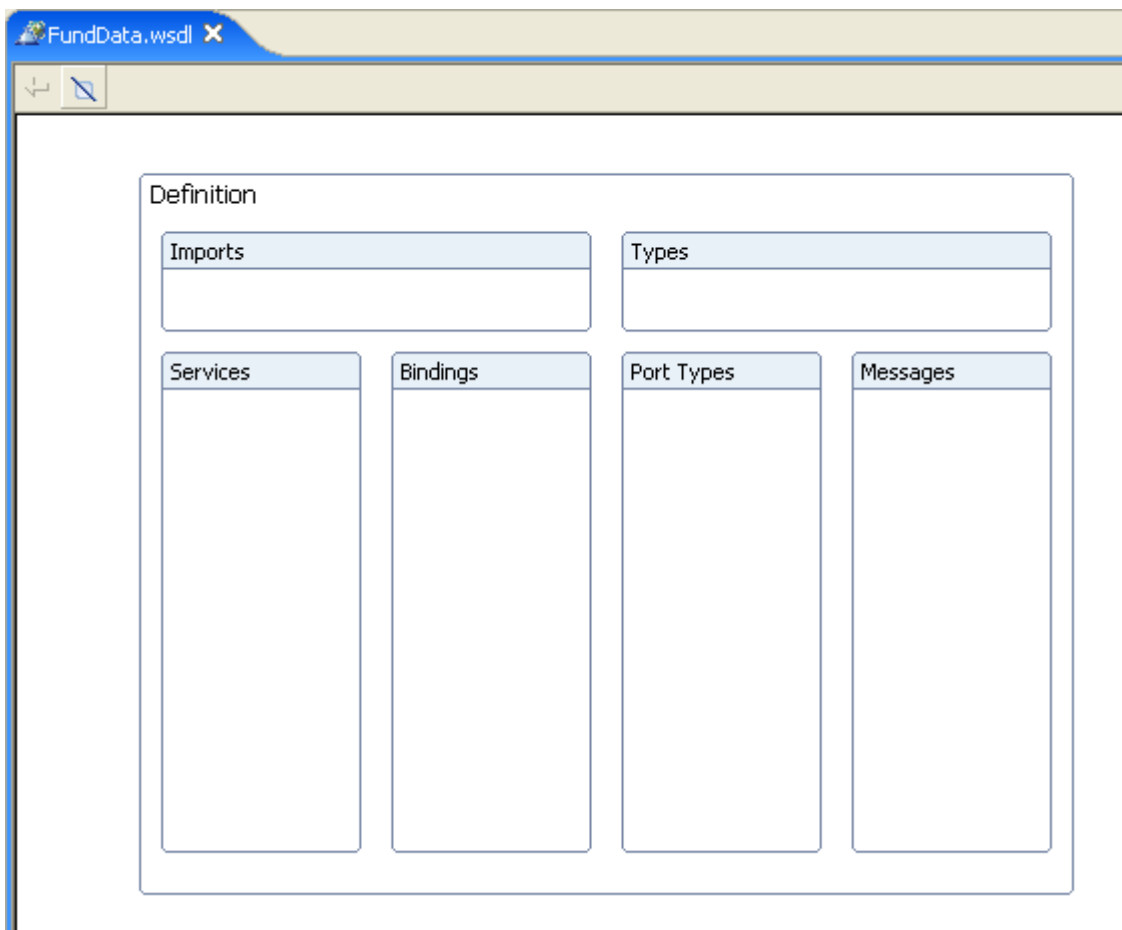 FundData.wsdl
Definition
Imports Types
Services Bindings Port Types Messages